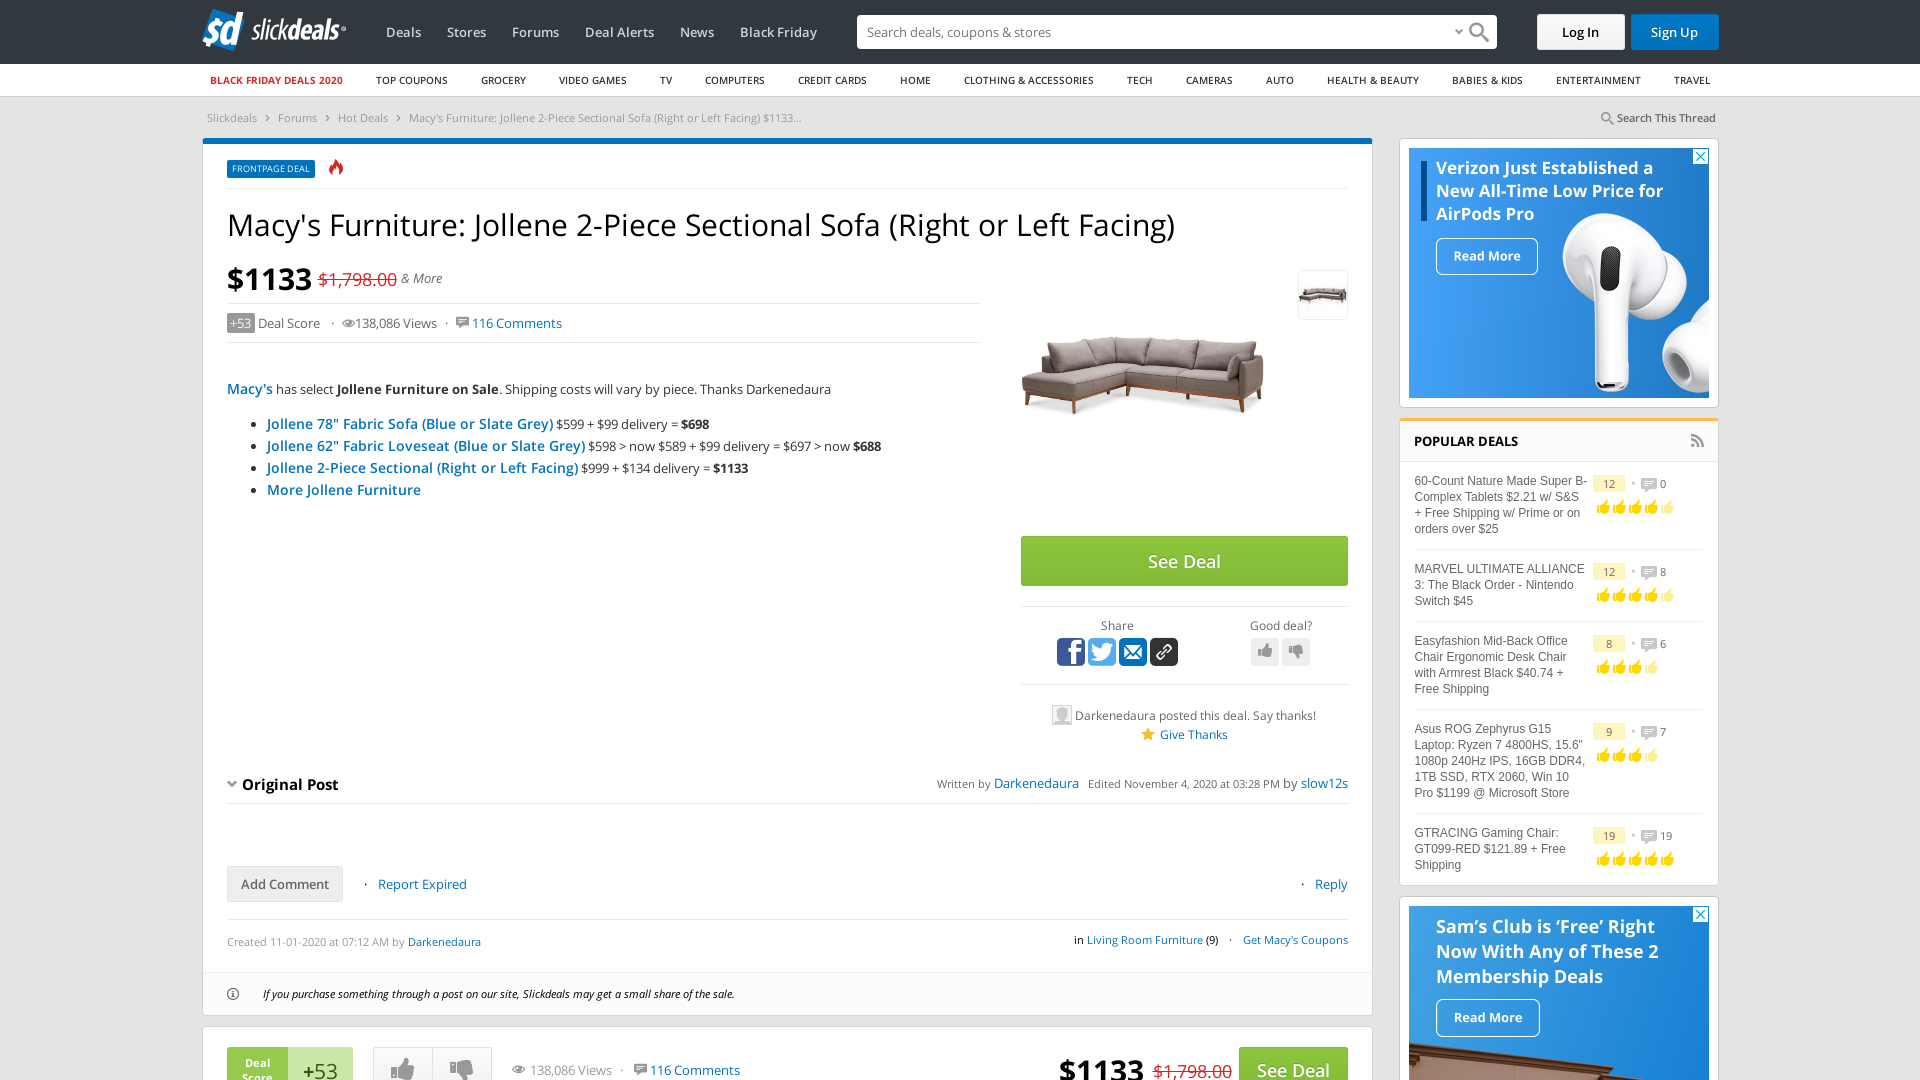 slickdeals
Deals
Stores
Forums
Deal Alerts
News
Black Friday
Search deals, coupons & stores
Log In
Sign Up
BLACK FRIDAY DEALS 2020
TOP COUPONS
GROCERY
VIDEO GAMES
TV
COMPUTERS
CREDIT CARDS
HOME
CLOTHING & ACCESSORIES
TECH
CAMERAS
AUTO
HEALTH & BEAUTY
BABIES & KIDS
ENTERTAINMENT
TRAVEL
Slickdeals › Forums › Hot Deals › Macy's Furniture: Jollene 2-Piece Sectional Sofa (Right or Left Facing) $1133...
Search This Thread
FRONTPAGE DEAL
Macy's Furniture: Jollene 2-Piece Sectional Sofa (Right or Left Facing)
$1133 $1,798.00 & More
+53 Deal Score · 138,086 Views · 116 Comments
Macy's has select Jollene Furniture on Sale. Shipping costs will vary by piece. Thanks Darkenedaura
• Jollene 78" Fabric Sofa (Blue or Slate Grey) $599 + $99 delivery = $698
• Jollene 62" Fabric Loveseat (Blue or Slate Grey) $598 > now $589 + $99 delivery = $697 > now $688
• Jollene 2-Piece Sectional (Right or Left Facing) $999 + $134 delivery = $1133
• More Jollene Furniture
See Deal
Share
Good deal?
Darkenedaura posted this deal. Say thanks!
Give Thanks
Original Post
Written by Darkenedaura Edited November 4, 2020 at 03:28 PM by slow12s
Add Comment · Report Expired
· Reply
Created 11-01-2020 at 07:12 AM by Darkenedaura
in Living Room Furniture (9) · Get Macy's Coupons
If you purchase something through a post on our site, Slickdeals may get a small share of the sale.
Deal
Score
+53
138,086 Views · 116 Comments
$1133 $1,798.00
See Deal
Verizon Just Established a
New All-Time Low Price for
AirPods Pro
Read More
POPULAR DEALS
60-Count Nature Made Super B-
Complex Tablets $2.21 w/ S&S
+ Free Shipping w/ Prime or on
orders over $25
12 • 0
MARVEL ULTIMATE ALLIANCE
3: The Black Order - Nintendo
Switch $45
12 • 8
Easyfashion Mid-Back Office
Chair Ergonomic Desk Chair
with Armrest Black $40.74 +
Free Shipping
8 • 6
Asus ROG Zephyrus G15
Laptop: Ryzen 7 4800HS, 15.6"
1080p 240Hz IPS, 16GB DDR4,
1TB SSD, RTX 2060, Win 10
Pro $1199 @ Microsoft Store
9 • 7
GTRACING Gaming Chair:
GT099-RED $121.89 + Free
Shipping
19 • 19
Sam's Club is 'Free' Right
Now With Any of These 2
Membership Deals
Read More